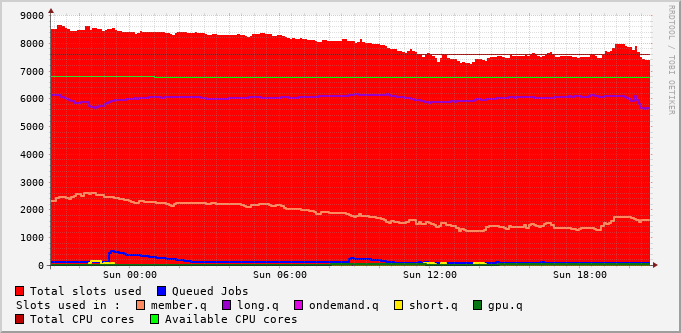 9000
8000
7000
6000
5000
4000
3000
2000
1000
0
Sun 00:00 Sun 06:00 Sun 12:00 Sun 18:00
RRDTOOL / TOBI OETIKER
Total slots used Queued Jobs
Slots used in : member.q long.q ondemand.q short.q gpu.q
Total CPU cores Available CPU cores